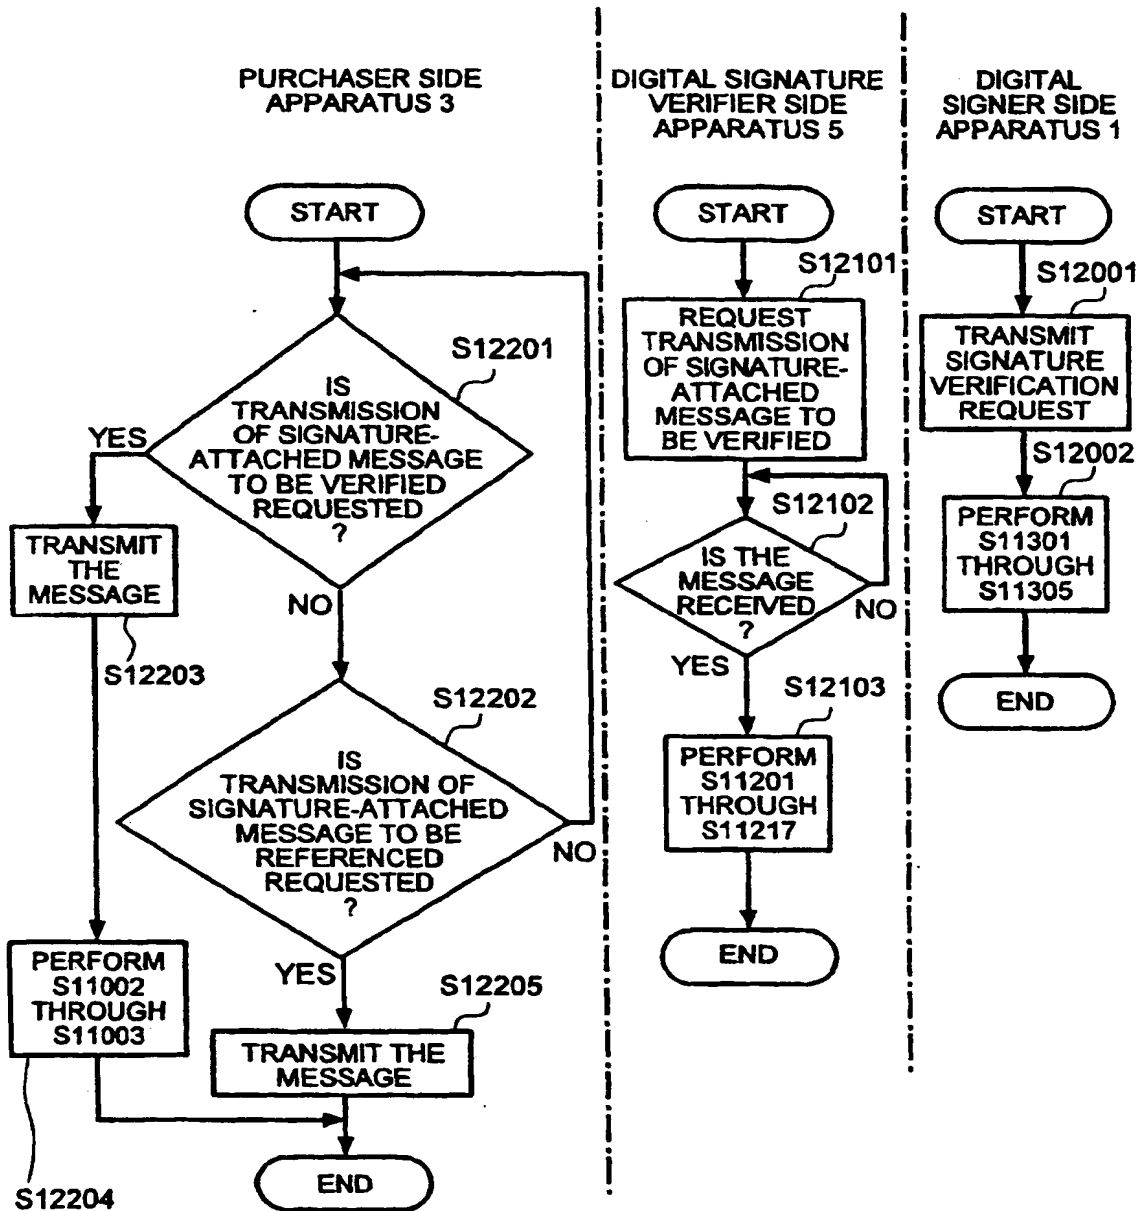 PURCHASER SIDE
APPARATUS 3
START
S12201
IS
TRANSMISSION
OF SIGNATURE-
ATTACHED MESSAGE
TO BE VERIFIED
REQUESTED
?
YES
NO
TRANSMIT
THE
MESSAGE
S12203
S12202
IS
TRANSMISSION OF
SIGNATURE-ATTACHED
MESSAGE TO BE
REFERENCED
REQUESTED
?
NO
YES
PERFORM
S11002
THROUGH
S11003
S12204
S12205
TRANSMIT THE
MESSAGE
END
DIGITAL SIGNATURE
VERIFIER SIDE
APPARATUS 5
START
S12101
REQUEST
TRANSMISSION
OF SIGNATURE-
ATTACHED
MESSAGE TO
BE VERIFIED
S12102
IS THE
MESSAGE
RECEIVED
?
NO
YES
S12103
PERFORM
S11201
THROUGH
S11217
END
DIGITAL
SIGNER SIDE
APPARATUS 1
START
S12001
TRANSMIT
SIGNATURE
VERIFICATION
REQUEST
S12002
PERFORM
S11301
THROUGH
S11305
END